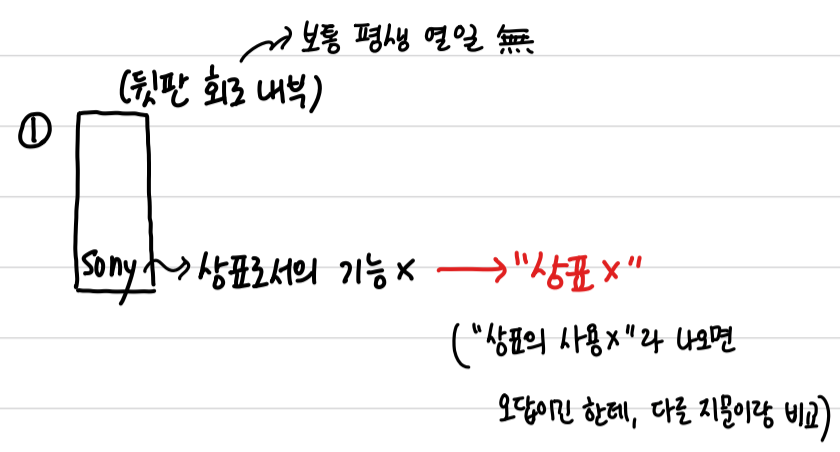 → 보통 평생 열일 無
(뒷판 회로 내부)
①
Sony → 상표로서의 기능 X → "상표 X"
("상표의 사용 X"라 나오면
오답이긴 한데, 다른 지문이랑 비교)